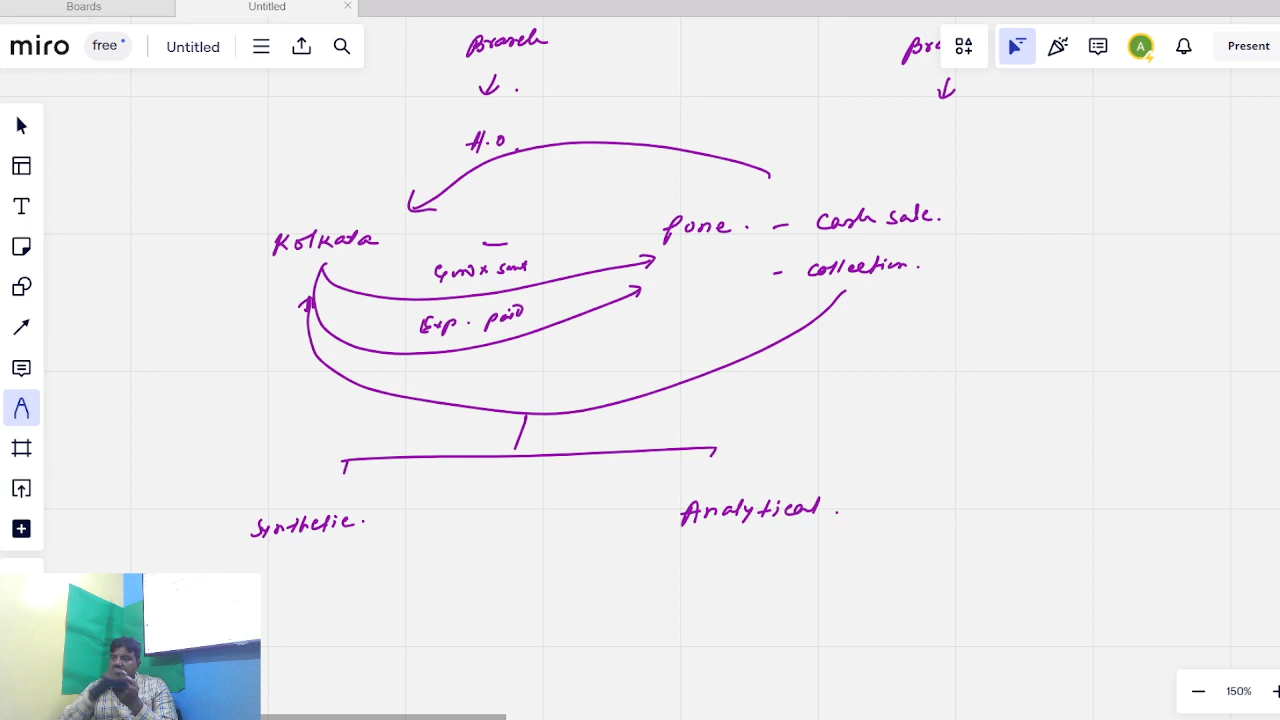 Boards
Untitled
miro
free
Untitled
Present
Branch
H.O.
Kolkata
Pune. - Cash sale.
Goods sent
- Collection.
Exp. paid
Synthetic.
Analytical.
A
150%